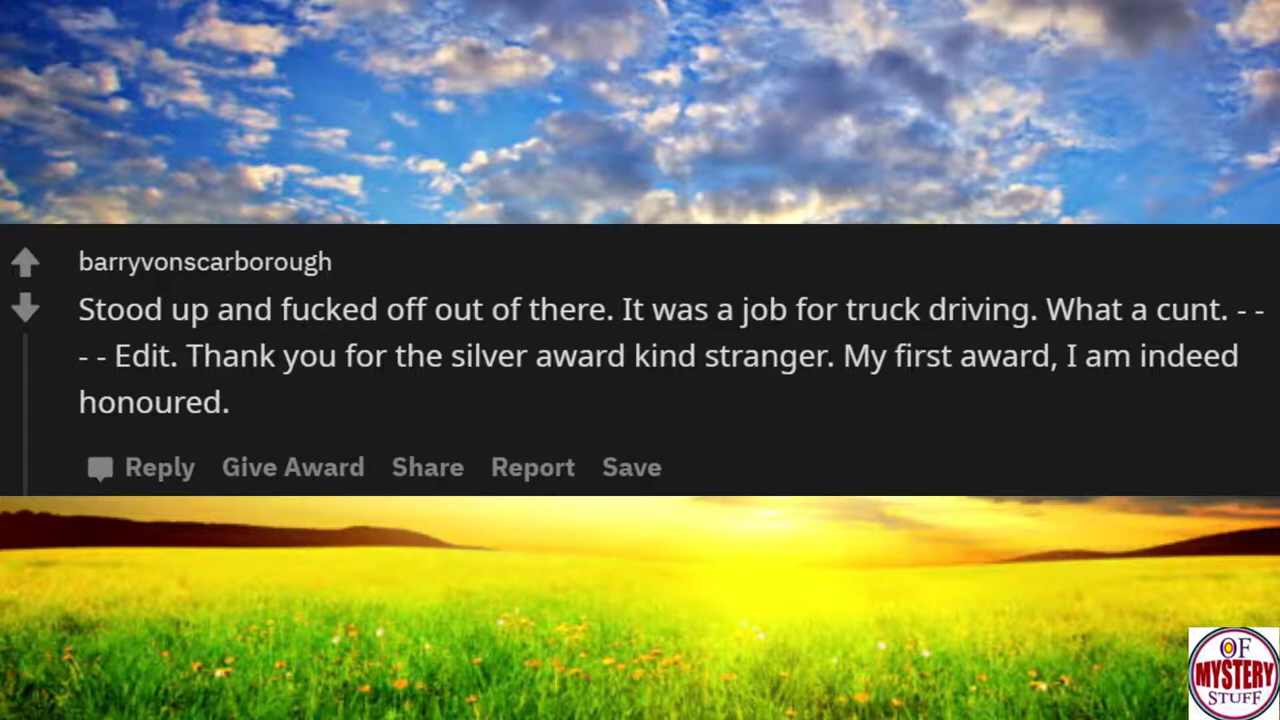 barryvonscarborough
Stood up and fucked off out of there. It was a job for truck driving. What a cunt. - -
- - Edit. Thank you for the silver award kind stranger. My first award, I am indeed
honoured.
Reply Give Award Share Report Save
OF
MYSTERY
STUFF